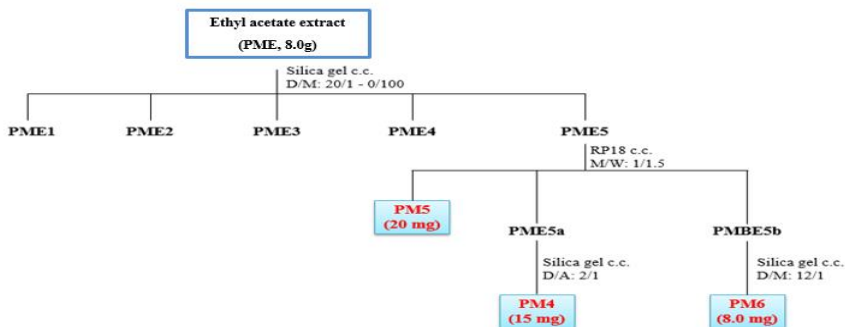 Ethyl acetate extract
(PME, 8.0g)
Silica gel c.c.
D/M: 20/1 - 0/100
PME1 PME2 PME3 PME4 PME5
RP18 c.c.
M/W: 1/1.5
PM5
(20 mg)
PME5a PMBE5b
Silica gel c.c. Silica gel c.c.
D/A: 2/1 D/M: 12/1
PM4 PM6
(15 mg) (8.0 mg)